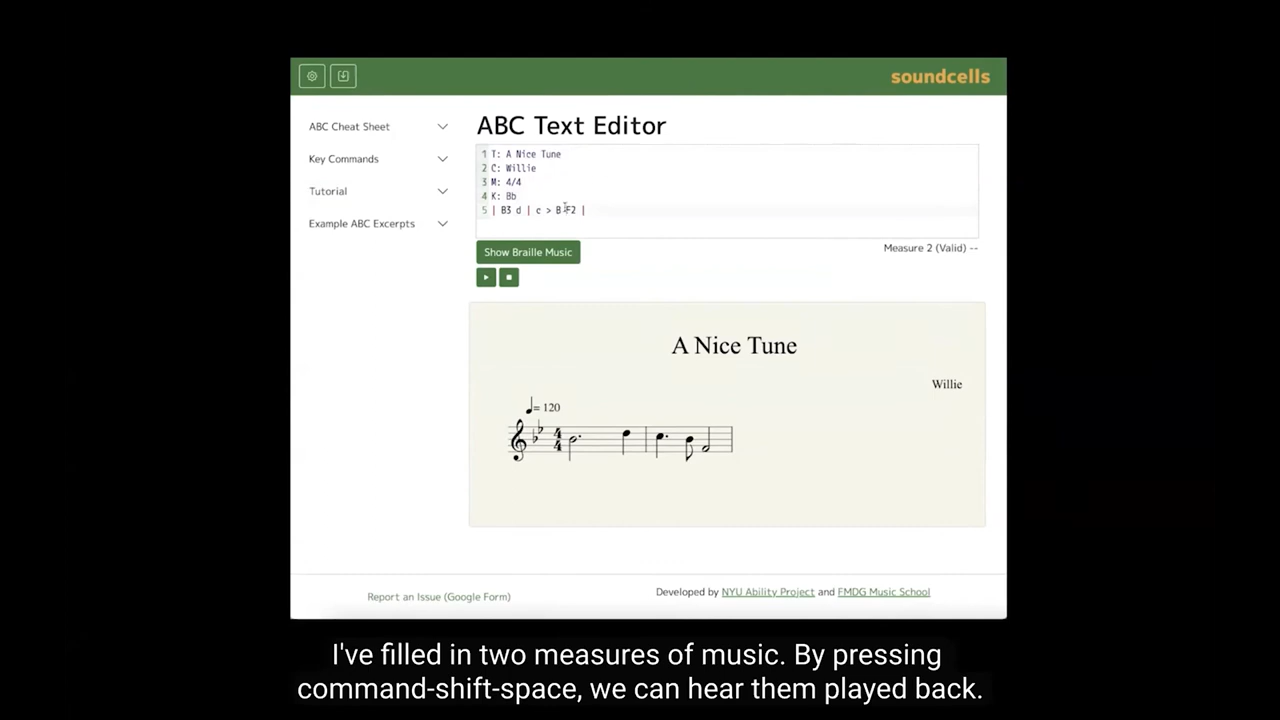 soundcells
ABC Cheat Sheet
Key Commands
Tutorial
Example ABC Excerpts
ABC Text Editor
1 T: A Nice Tune
2 C: Willie
3 M: 4/4
4 K: Bb
5 | B3 d | c > B F2 |
Show Braille Music
Measure 2 (Valid) --
A Nice Tune
Willie
= 120
4
4
Report an Issue (Google Form)
Developed by NYU Ability Project and FMDG Music School
I've filled in two measures of music. By pressing
command-shift-space, we can hear them played back.